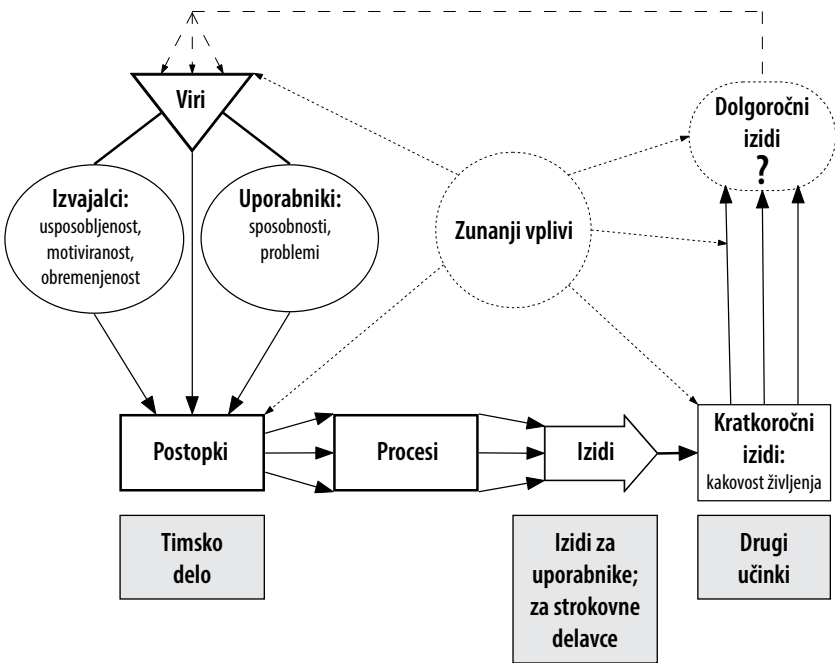 Viri
Dolgoročni
izidi
?
Izvajalci:
usposobljenost,
motiviranost,
obremenjenost
Uporabniki:
sposobnosti,
problemi
Zunanji vplivi
Postopki
Procesi
Izidi
Kratkoročni
izidi:
kakovost življenja
Timsko
delo
Izidi za
uporabnike;
za strokovne
delavce
Drugi
učinki